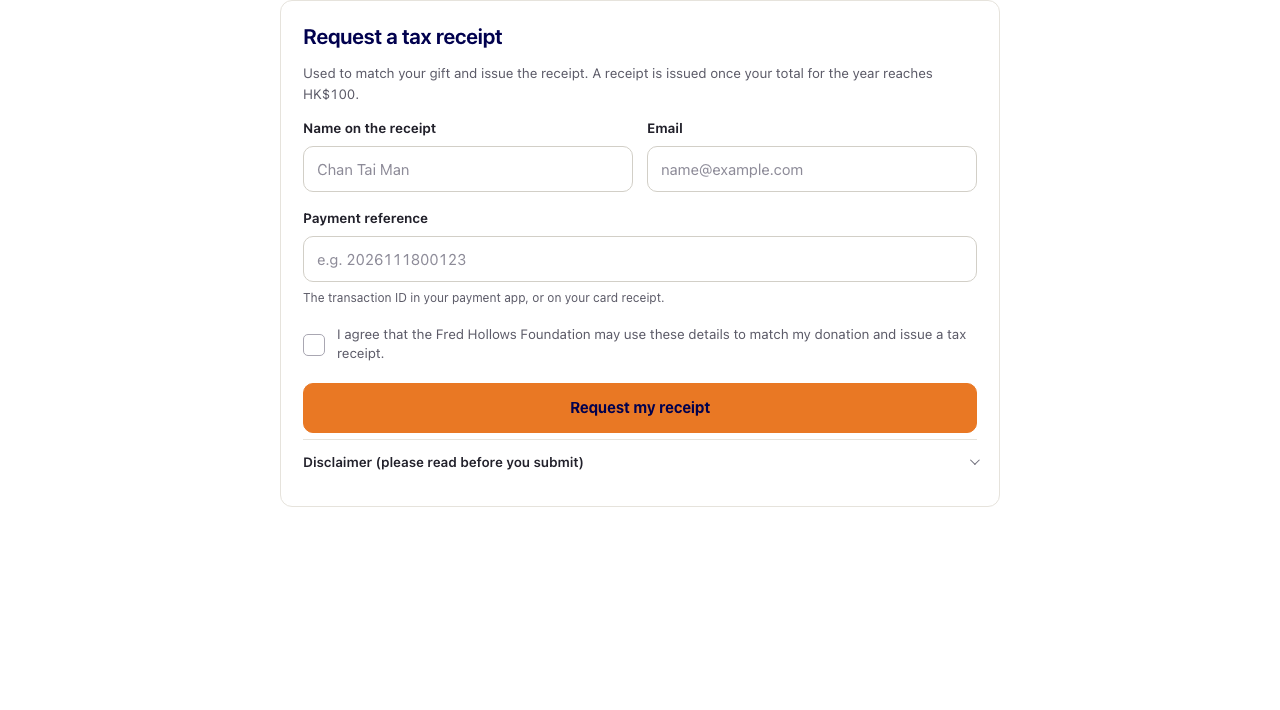 Request a tax receipt
Used to match your gift and issue the receipt. A receipt is issued once your total for the year reaches
HK$100.
Name on the receipt
Email
Chan Tai Man
name@example.com
Payment reference
e.g. 2026111800123
The transaction ID in your payment app, or on your card receipt.
I agree that the Fred Hollows Foundation may use these details to match my donation and issue a tax
receipt.
Request my receipt
Disclaimer (please read before you submit)